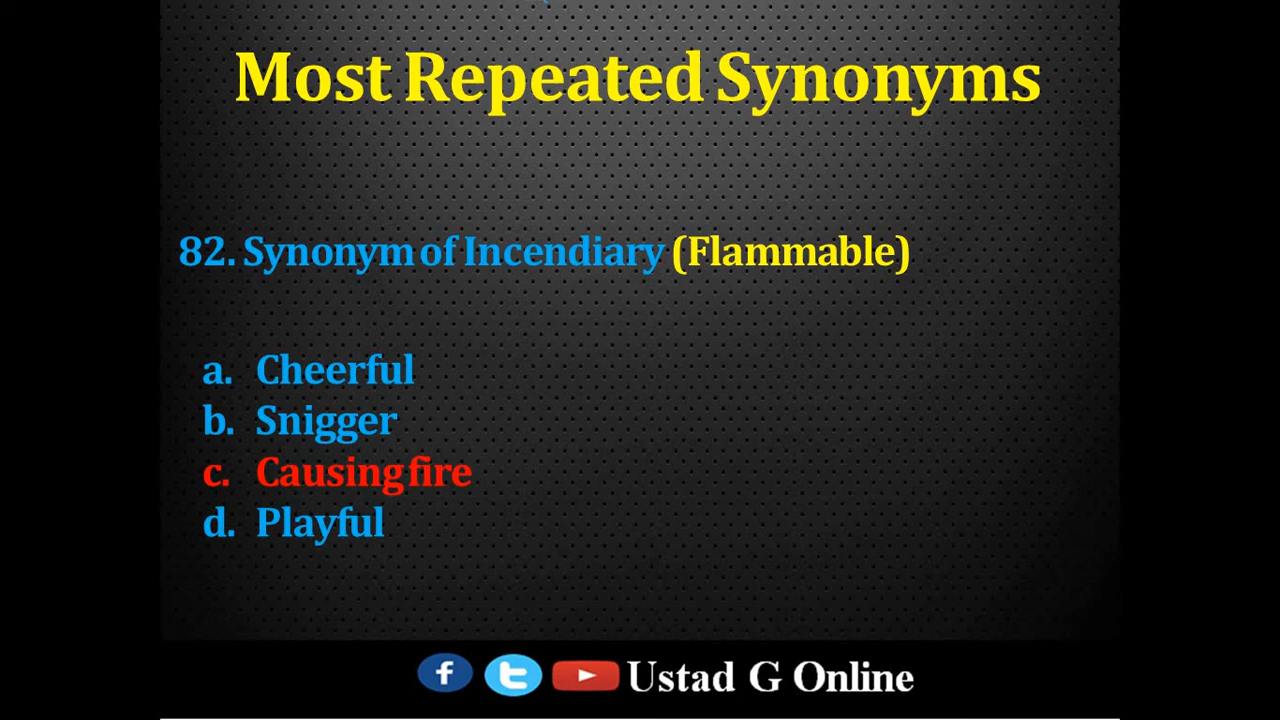 Most Repeated Synonyms
82. Synonym of Incendiary (Flammable)
a. Cheerful
b. Snigger
c. Causing fire
d. Playful
Ustad G Online